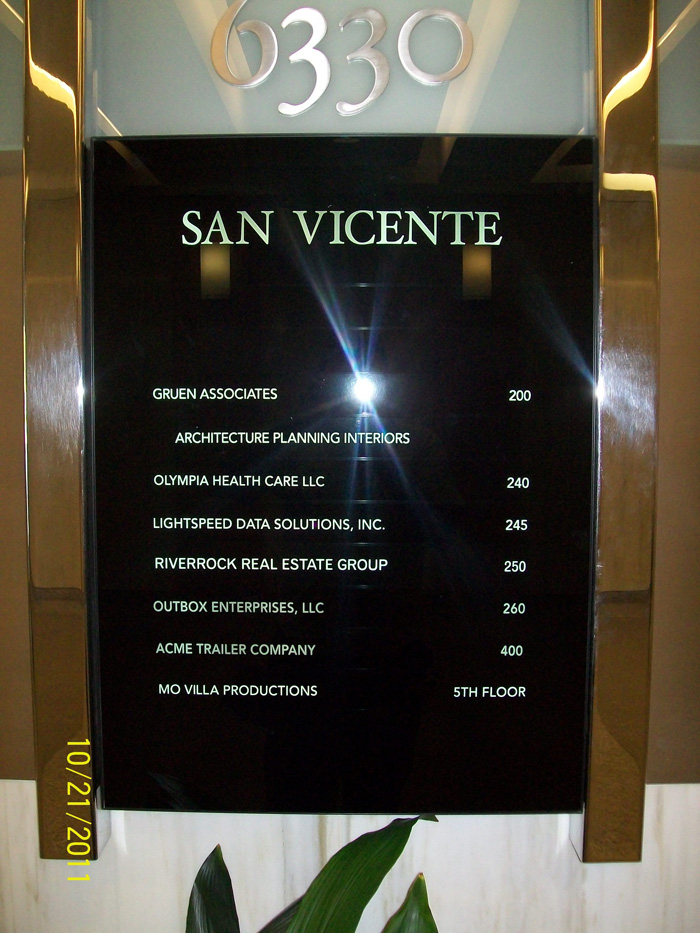 6330
SAN VICENTE
GRUEN ASSOCIATES 200
ARCHITECTURE PLANNING INTERIORS
OLYMPIA HEALTH CARE LLC 240
LIGHTSPEED DATA SOLUTIONS, INC. 245
RIVERROCK REAL ESTATE GROUP 250
OUTBOX ENTERPRISES, LLC 260
ACME TRAILER COMPANY 400
MO VILLA PRODUCTIONS 5TH FLOOR
10/21/2011